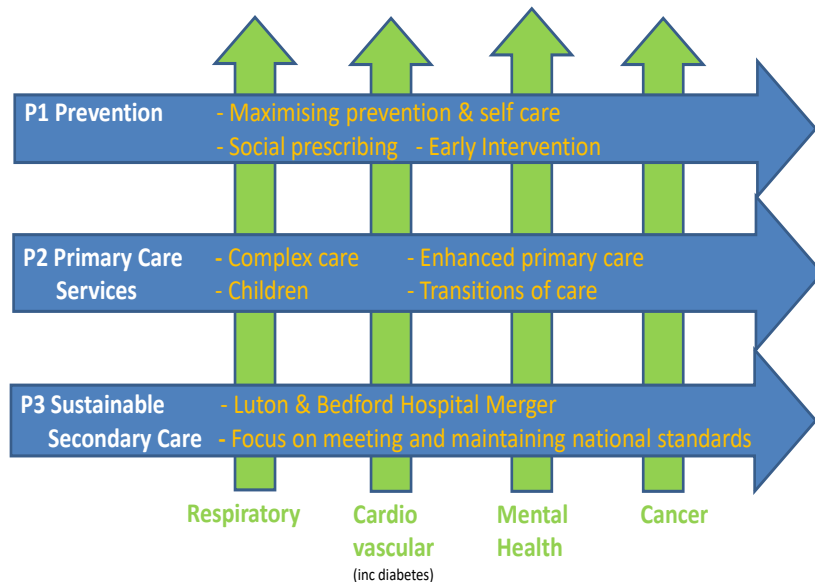 P1 Prevention - Maximising prevention & self care
- Social prescribing - Early Intervention
P2 Primary Care - Complex care - Enhanced primary care
Services - Children - Transitions of care
P3 Sustainable - Luton & Bedford Hospital Merger
Secondary Care - Focus on meeting and maintaining national standards
Respiratory Cardio Mental Cancer
vascular Health
(inc diabetes)